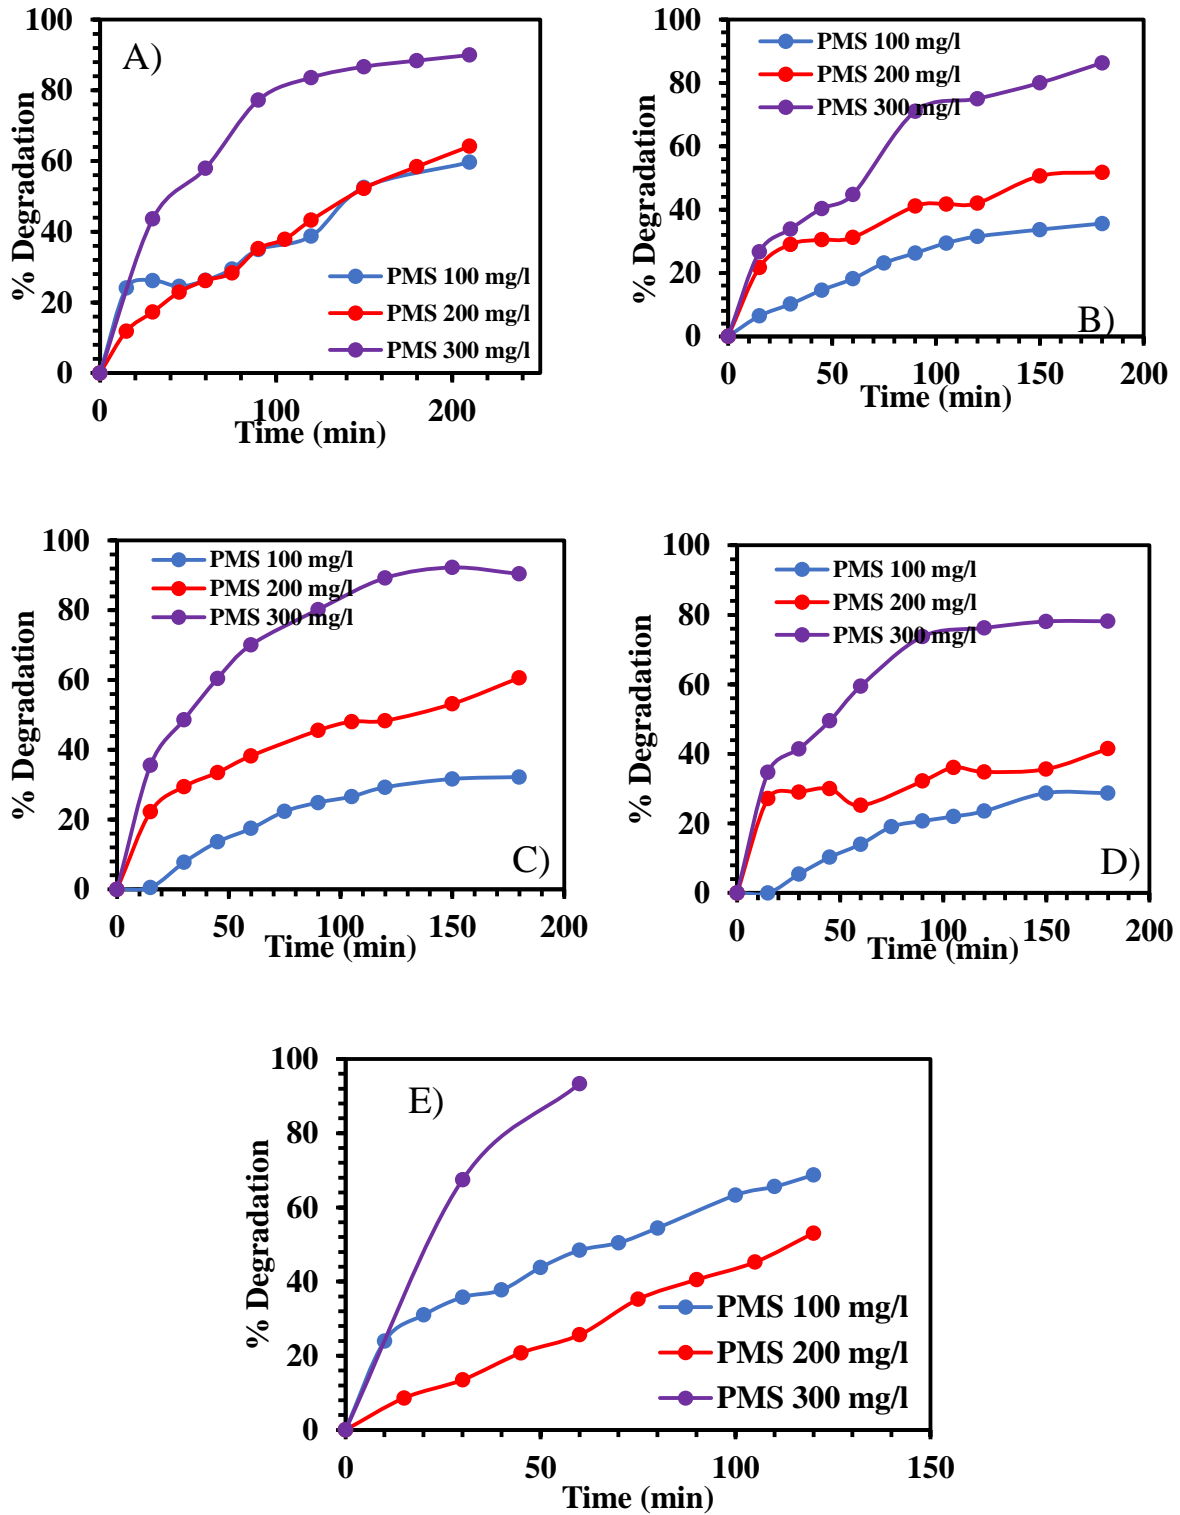 100
80
60
40
20
0
% Degradation
A)
PMS 100 mg/l
PMS 200 mg/l
PMS 300 mg/l
0 100 200
Time (min)
100
80
60
40
20
0
% Degradation
PMS 100 mg/l
PMS 200 mg/l
PMS 300 mg/l
B)
0 50 100 150 200
Time (min)
100
80
60
40
20
0
% Degradation
PMS 100 mg/l
PMS 200 mg/l
PMS 300 mg/l
C)
0 50 100 150 200
Time (min)
100
80
60
40
20
0
% Degradation
PMS 100 mg/l
PMS 200 mg/l
PMS 300 mg/l
D)
0 50 100 150 200
Time (min)
100
80
60
40
20
0
% Degradation
E)
PMS 100 mg/l
PMS 200 mg/l
PMS 300 mg/l
0 50 100 150
Time (min)